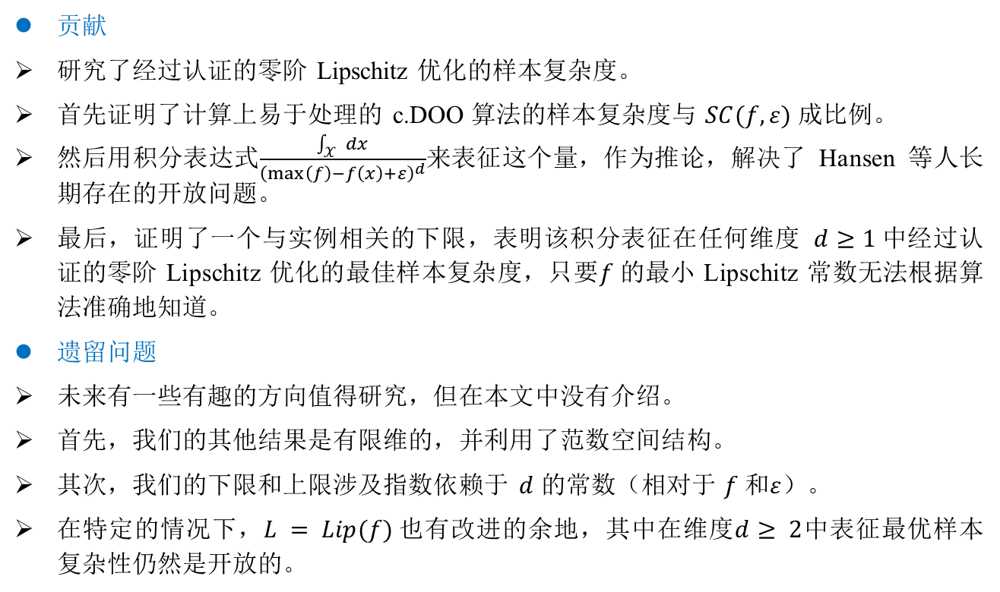 ● 贡献
➢ 研究了经过认证的零阶 Lipschitz 优化的样本复杂度。
➢ 首先证明了计算上易于处理的 c.DOO 算法的样本复杂度与 SC(f, ε) 成比例。
➢ 然后用积分表达式 \frac{\int_X dx}{(max(f)−f(x)+ε)^d} 来表征这个量，作为推论，解决了 Hansen 等人长
期存在的开放问题。
➢ 最后，证明了一个与实例相关的下限，表明该积分表征在任何维度 d ≥ 1 中经过认
证的零阶 Lipschitz 优化的最佳样本复杂度，只要f 的最小 Lipschitz 常数无法根据算
法准确地知道。
● 遗留问题
➢ 未来有一些有趣的方向值得研究，但在本文中没有介绍。
➢ 首先，我们的其他结果是有限维的，并利用了范数空间结构。
➢ 其次，我们的下限和上限涉及指数依赖于 d 的常数（相对于 f 和ε）。
➢ 在特定的情况下，L = Lip(f) 也有改进的余地，其中在维度d ≥ 2中表征最优样本
复杂性仍然是开放的。